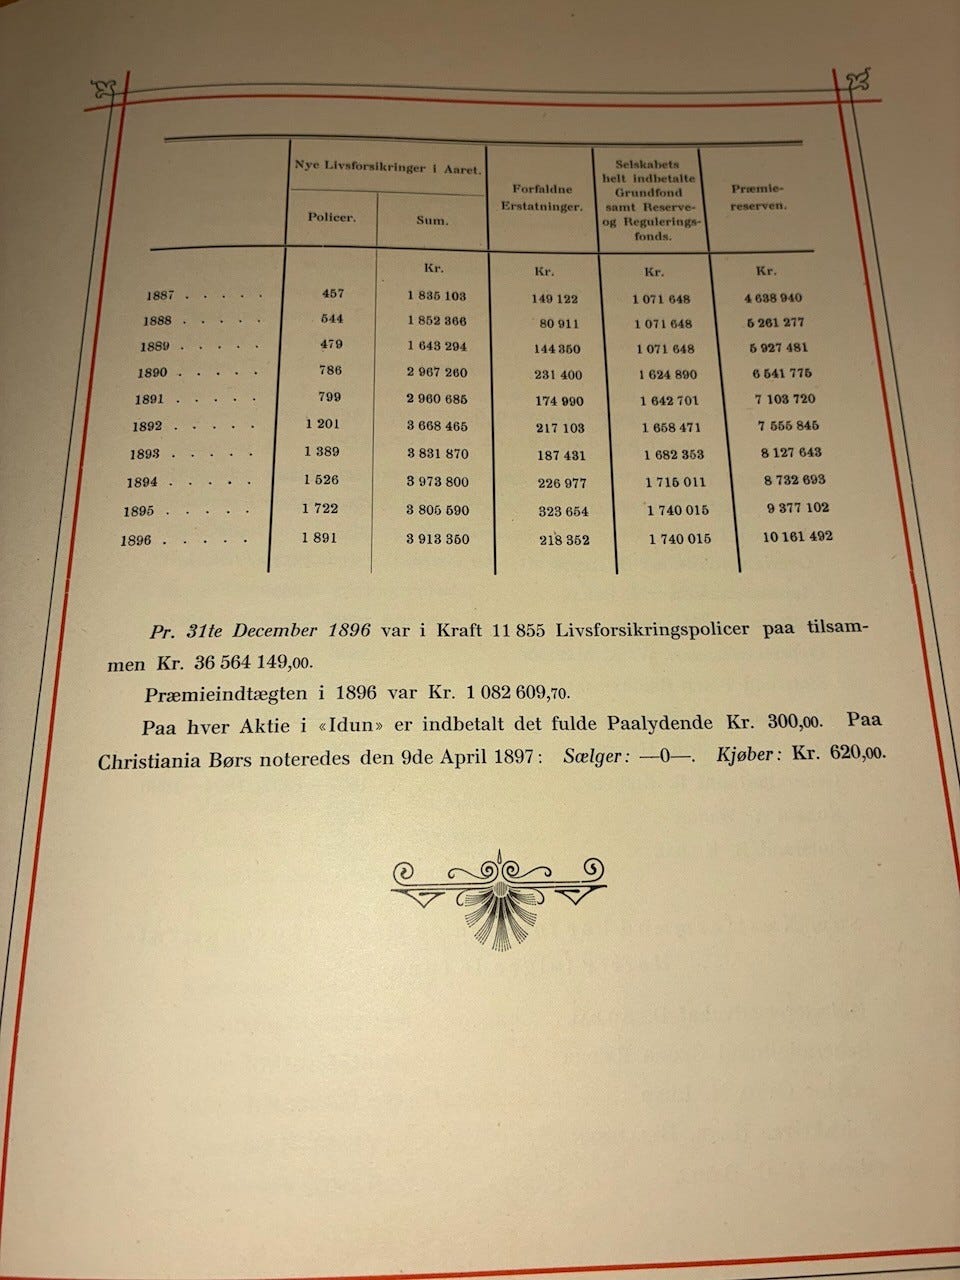 Nye Livsforsikringer i Aaret.
Policer.
Sum.
Forfaldne
Erstatninger.
Selskabets
helt indbetalte
Grundfond
samt Reserve-
og Regulerings-
fonds.
Præmie-
reserven.
Kr. Kr. Kr. Kr.
1887 . . . . . 457 1 835 103 149 122 1 071 648 4 638 940
1888 . . . . . 544 1 852 366 80 911 1 071 648 5 261 277
1889 . . . . . 479 1 643 294 144 350 1 071 648 5 927 481
1890 . . . . . 786 2 967 260 231 400 1 624 890 6 541 775
1891 . . . . . 799 2 960 685 174 990 1 642 701 7 103 720
1892 . . . . . 1 201 3 668 465 217 103 1 658 471 7 555 845
1893 . . . . . 1 389 3 831 870 187 431 1 682 353 8 127 643
1894 . . . . . 1 526 3 973 800 226 977 1 715 011 8 732 693
1895 . . . . . 1 722 3 805 590 323 654 1 740 015 9 377 102
1896 . . . . . 1 891 3 913 350 218 352 1 740 015 10 161 492
Pr. 31te December 1896 var i Kraft 11 855 Livsforsikringspolicer paa tilsam-
men Kr. 36 564 149,00.
Præmieindtægten i 1896 var Kr. 1 082 609,70.
Paa hver Aktie i «Idun» er indbetalt det fulde Paalydende Kr. 300,00. Paa
Christiania Børs noteredes den 9de April 1897: Sælger: —0—. Kjøber: Kr. 620,00.